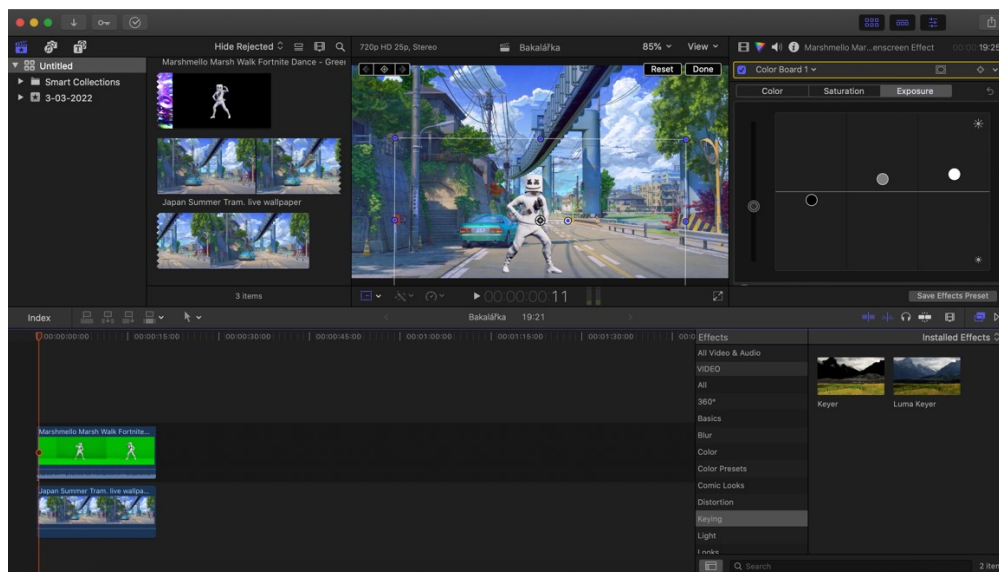 Hide Rejected
720p HD 25p, Stereo
Bakalářka
85%
View
Marshmello Mar...enscreen Effect
00:00:19:25
Untitled
Smart Collections
3-03-2022
Marshmello Marsh Walk Fortnite Dance - Green
Japan Summer Tram. live wallpaper
3 items
Reset
Done
00:00:00:11
Color Board 1
Color
Saturation
Exposure
Save Effects Preset
Index
Bakalářka
19:21
00:00:00:00
00:00:15:00
00:00:30:00
00:00:45:00
00:01:00:00
00:01:15:00
00:01:30:00
Marshmello Marsh Walk Fortnite...
Japan Summer Tram. live wallpa...
Effects
Installed Effects
All Video & Audio
VIDEO
All
360°
Basics
Blur
Color
Color Presets
Comic Looks
Distortion
Keying
Light
Looks
Keyer
Luma Keyer
Search